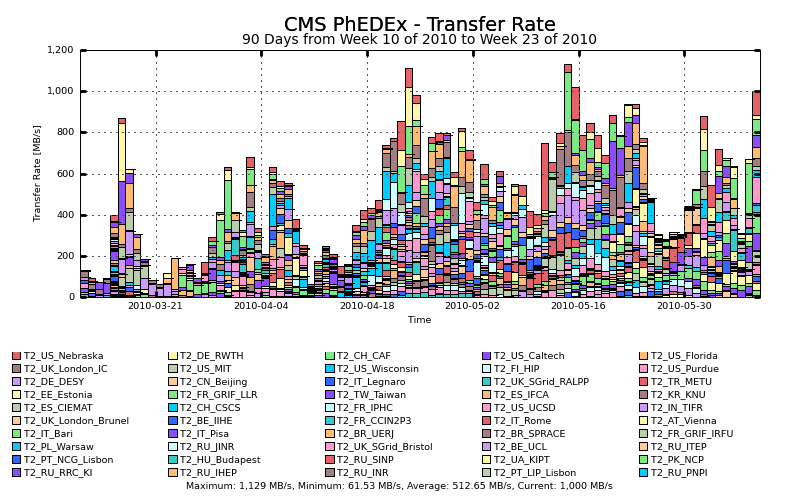 CMS PhEDEx - Transfer Rate
90 Days from Week 10 of 2010 to Week 23 of 2010
Transfer Rate [MB/s]
1,200
1,000
800
600
400
200
0
2010-03-21 2010-04-04 2010-04-18 2010-05-02 2010-05-16 2010-05-30
Time
T2_US_Nebraska T2_DE_RWTH T2_CH_CAF T2_US_Caltech T2_US_Florida
T2_UK_London_IC T2_US_MIT T2_US_Wisconsin T2_FI_HIP T2_US_Purdue
T2_DE_DESY T2_CN_Beijing T2_IT_Legnaro T2_UK_SGrid_RALPP T2_TR_METU
T2_EE_Estonia T2_FR_GRIF_LLR T2_TW_Taiwan T2_ES_IFCA T2_KR_KNU
T2_ES_CIEMAT T2_CH_CSCS T2_FR_IPHC T2_US_UCSD T2_IN_TIFR
T2_UK_London_Brunel T2_BE_IIHE T2_FR_CCIN2P3 T2_IT_Rome T2_AT_Vienna
T2_IT_Bari T2_IT_Pisa T2_BR_UERJ T2_BR_SPRACE T2_FR_GRIF_IRFU
T2_PL_Warsaw T2_RU_JINR T2_UK_SGrid_Bristol T2_BE_UCL T2_RU_ITEP
T2_PT_NCG_Lisbon T2_HU_Budapest T2_RU_SINP T2_UA_KIPT T2_PK_NCP
T2_RU_RRC_KI T2_RU_IHEP T2_RU_INR T2_PT_LIP_Lisbon T2_RU_PNPI
Maximum: 1,129 MB/s, Minimum: 61.53 MB/s, Average: 512.65 MB/s, Current: 1,000 MB/s